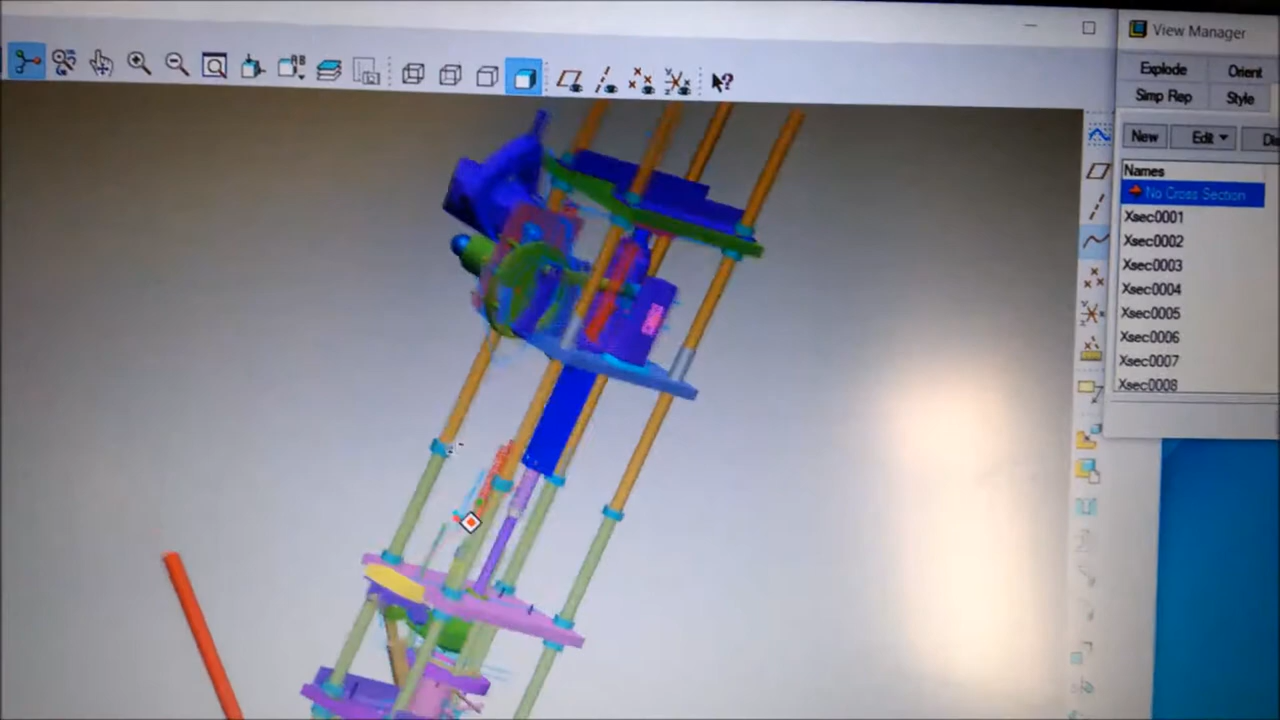 View Manager
Explode Orient
Simp Rep Style
New Edit
Names
No Cross Section
Xsec0001
Xsec0002
Xsec0003
Xsec0004
Xsec0005
Xsec0006
Xsec0007
Xsec0008